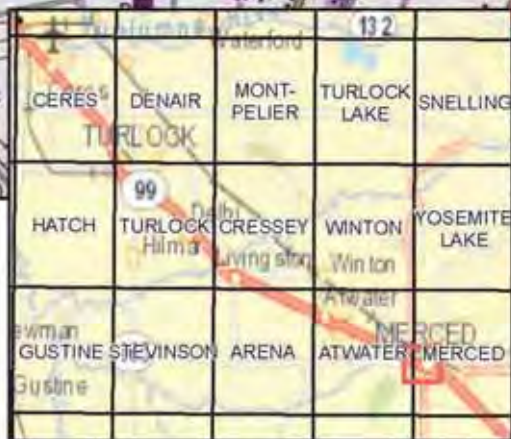 132
Waterford
CERES DENAIR MONT-PELIER TURLOCK LAKE SNELLING
TURLOCK
99
HATCH TURLOCK CRESSEY WINTON YOSEMITE LAKE
Delhi
Hilmar Livingston Winton
Atwater
MERCED
ewman
GUSTINE STEVINSON ARENA ATWATER MERCED
Gustine